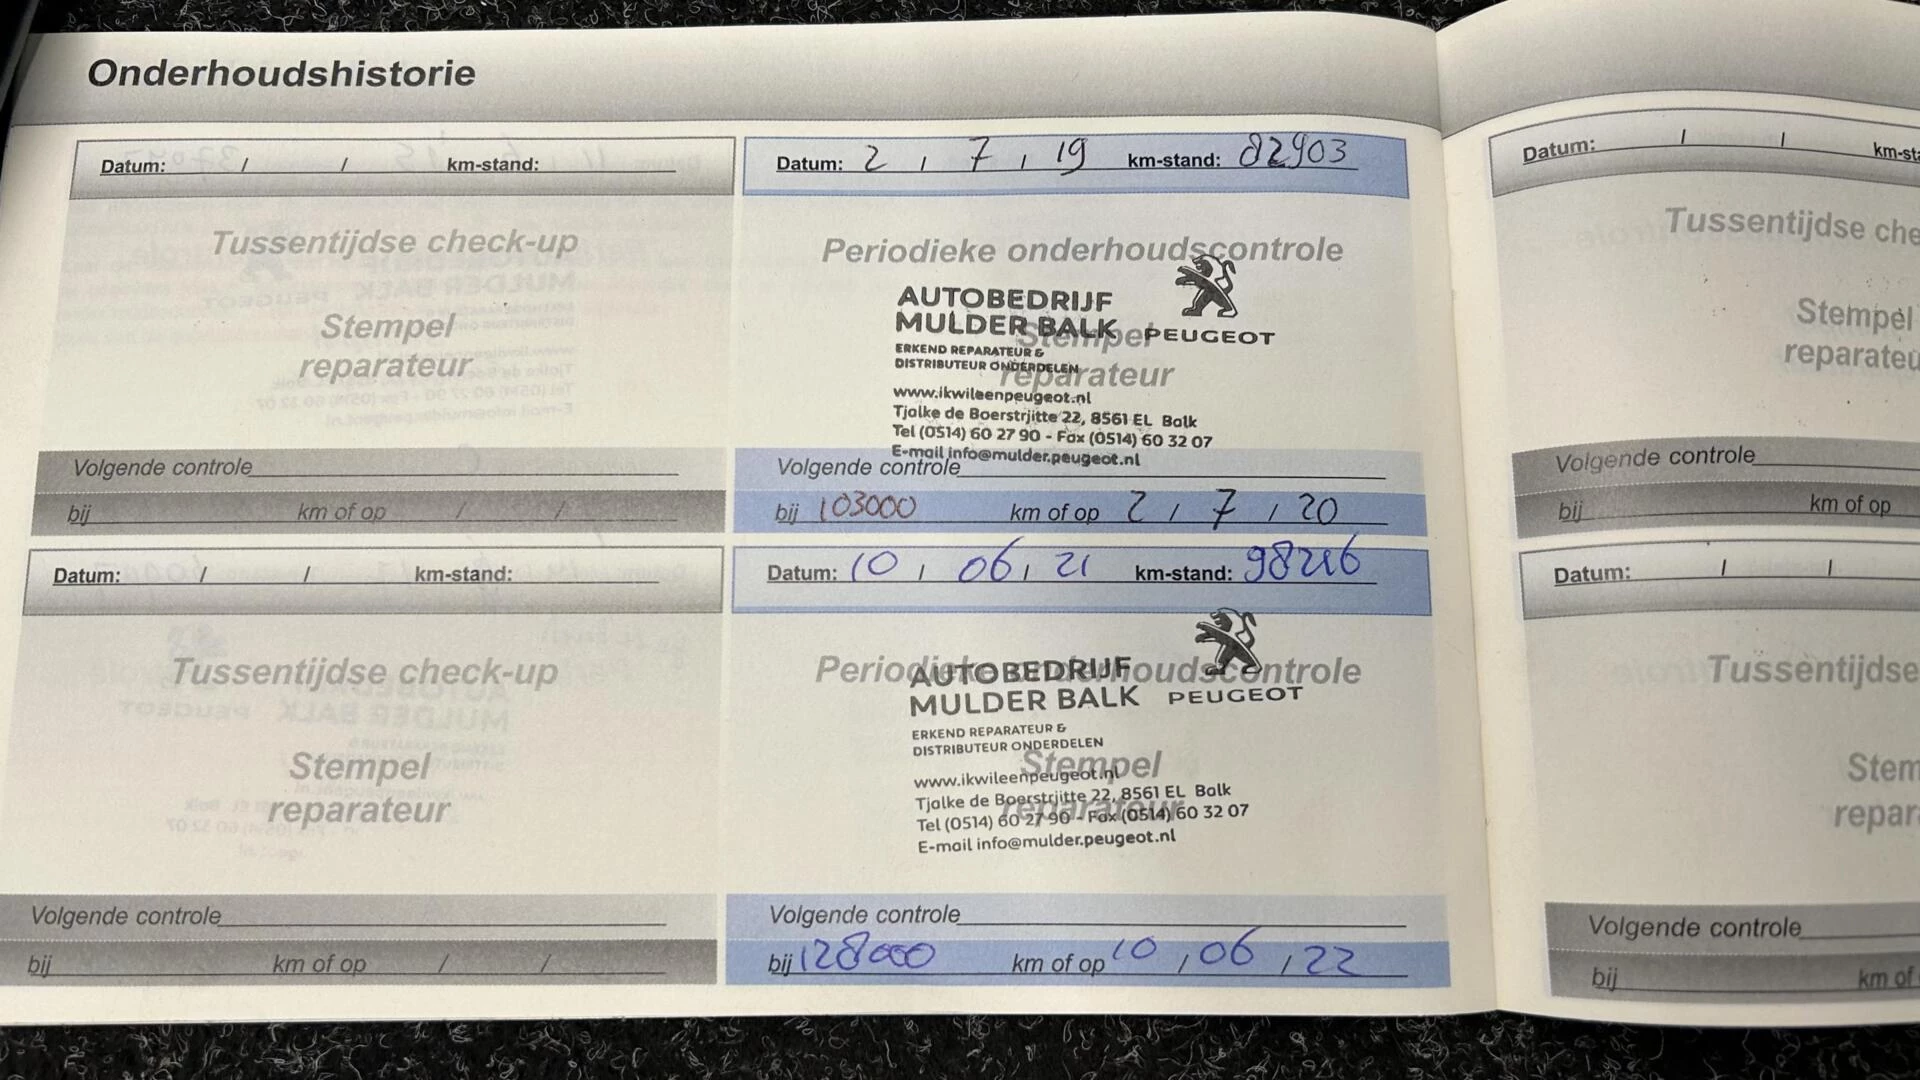 Onderhoudshistorie
Datum: / / km-stand:
Tussentijdse check-up
Stempel
reparateur
Volgende controle
bij km of op / /
Datum: 2 / 7 / 19 km-stand: 82903
Periodieke onderhoudscontrole
Stempel
reparateur
AUTOBEDRIJF
MULDER BALK PEUGEOT
ERKEND REPARATEUR &
DISTRIBUTEUR ONDERDELEN
www.ikwileenpeugeot.nl
Tjalke de Boerstrjitte 22, 8561 EL Balk
Tel (0514) 60 27 90 - Fax (0514) 60 32 07
E-mail info@mulder.peugeot.nl
Volgende controle
bij 103000 km of op 2 / 7 / 20
Datum: / / km-stand:
Tussentijdse check-up
Stempel
reparateur
Volgende controle
bij km of op / /
Datum: 10 / 06 / 21 km-stand: 98216
Periodieke onderhoudscontrole
Stempel
reparateur
AUTOBEDRIJF
MULDER BALK PEUGEOT
ERKEND REPARATEUR &
DISTRIBUTEUR ONDERDELEN
www.ikwileenpeugeot.nl
Tjalke de Boerstrjitte 22, 8561 EL Balk
Tel (0514) 60 27 90 - Fax (0514) 60 32 07
E-mail info@mulder.peugeot.nl
Volgende controle
bij 128000 km of op 10 / 06 / 22
Datum: / / km-sta
Tussentijdse che
Stempel
reparateu
Volgende controle
bij km of op
Datum: / /
Tussentijdse
Stem
repara
Volgende controle
bij km of